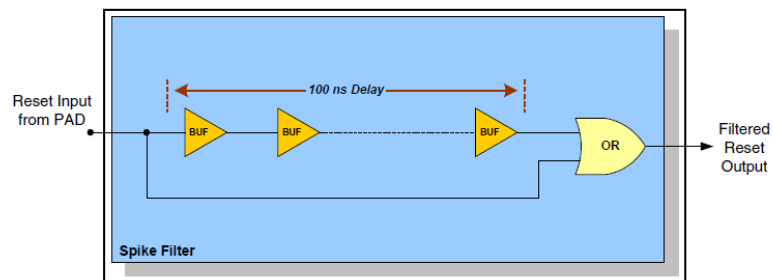 100 ns Delay
Reset Input
from PAD
BUF
BUF
BUF
OR
Filtered
Reset
Output
Spike Filter